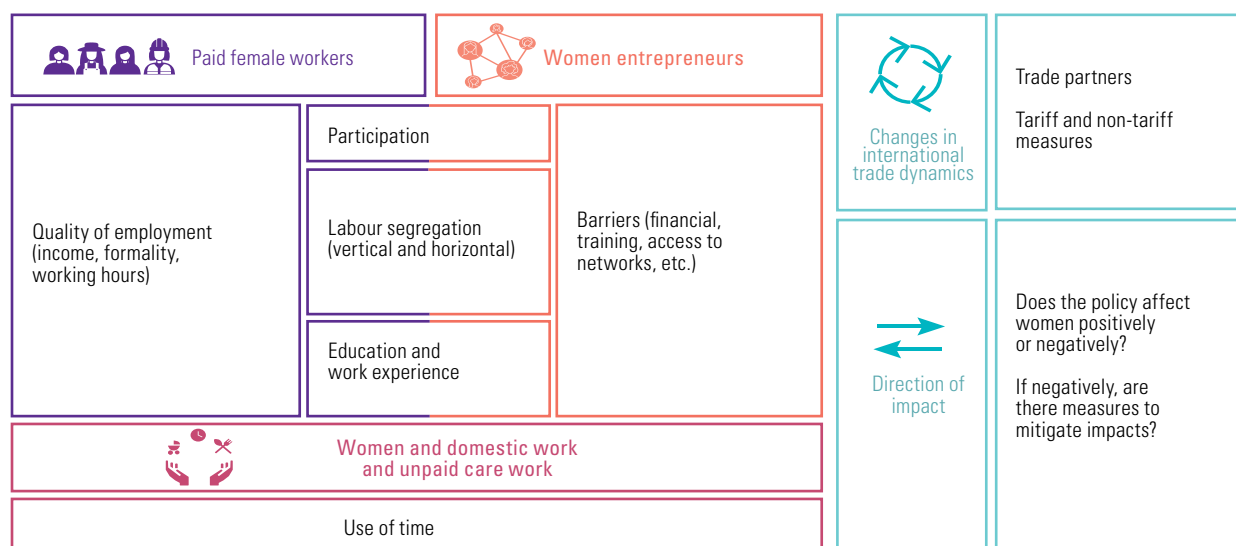 Paid female workers
Women entrepreneurs
Quality of employment
(income, formality,
working hours)
Participation
Labour segregation
(vertical and horizontal)
Education and
work experience
Barriers (financial,
training, access to
networks, etc.)
Women and domestic work
and unpaid care work
Use of time
Changes in
international
trade dynamics
Trade partners
Tariff and non-tariff
measures
Direction of
impact
Does the policy affect
women positively
or negatively?
If negatively, are
there measures to
mitigate impacts?